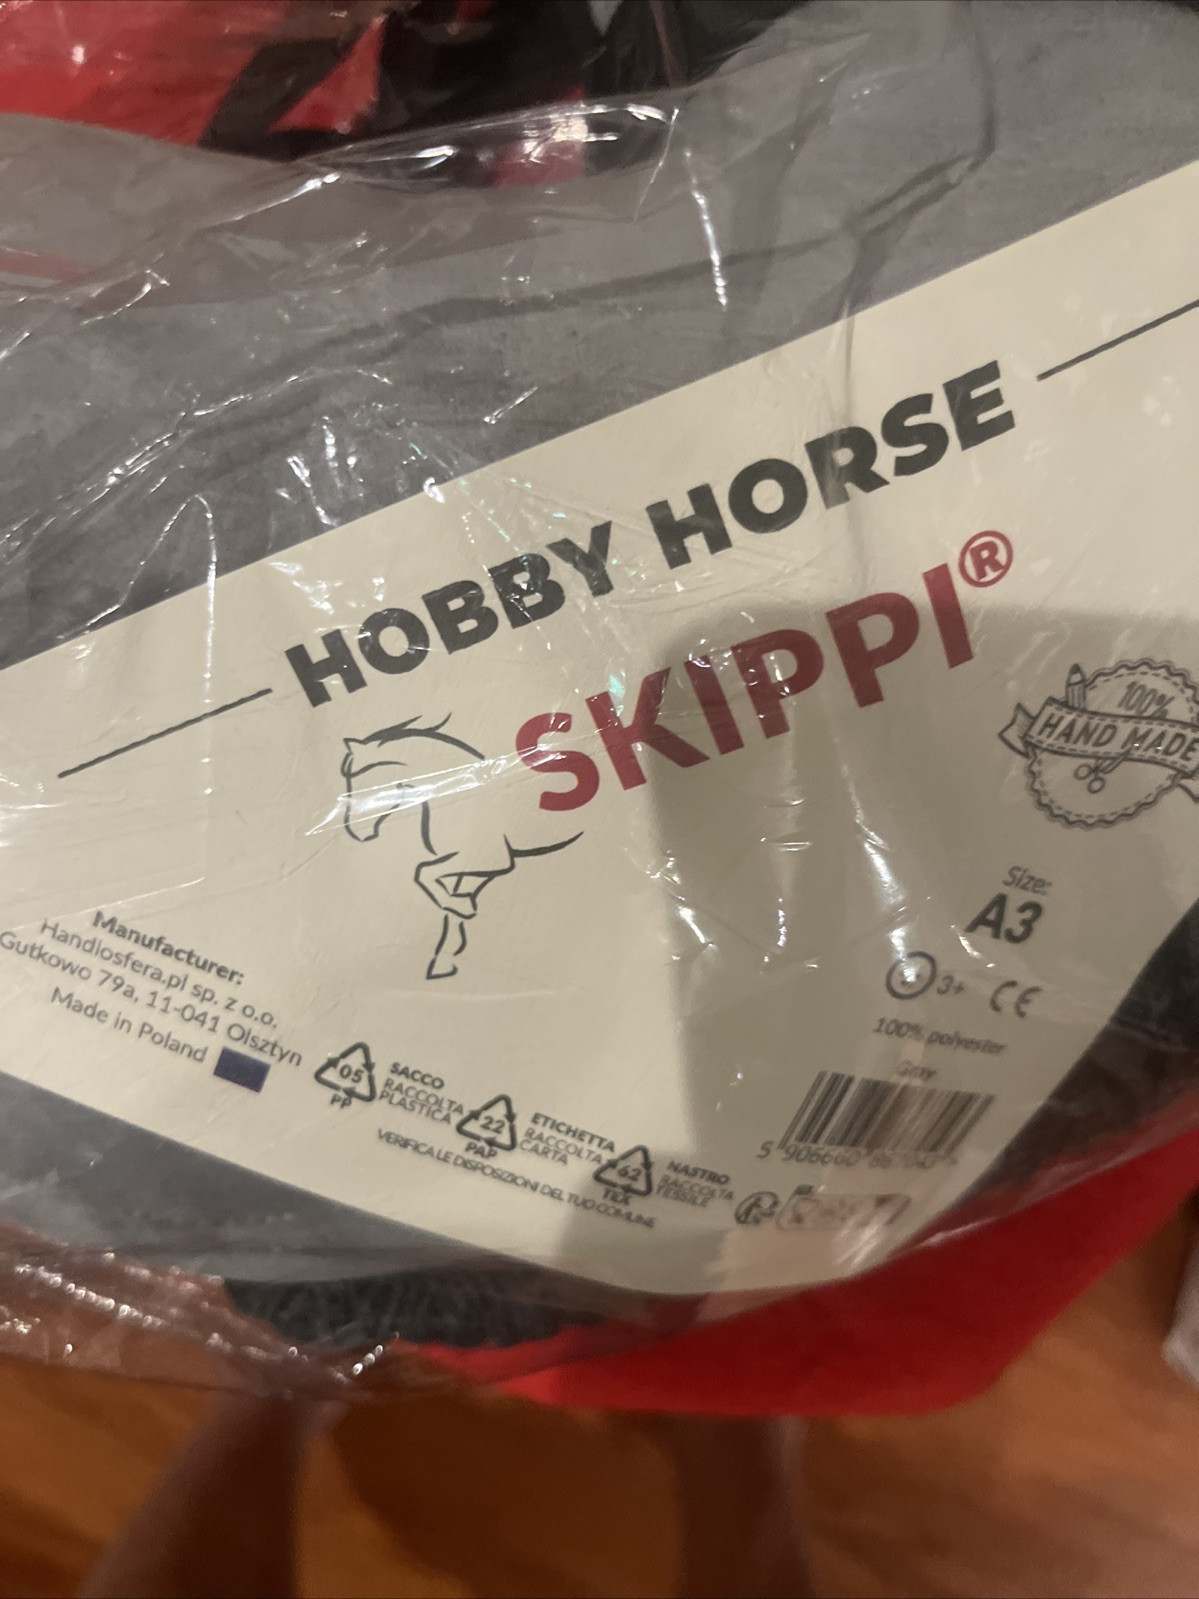 HOBBY HORSE
SKIPPI®
100%
HAND MADE
Size:
A3
3+ CE
100% polyester
Grey
Manufacturer:
Handlosfera.pl sp. z o.o.
Gutkowo 79a, 11-041 Olsztyn
Made in Poland
05
PP
SACCO
RACCOLTA
PLASTICA
22
PAP
ETICHETTA
RACCOLTA
CARTA
62
TEX
NASTRO
RACCOLTA
TESSILE
VERIFICA LE DISPOSIZIONI DEL TUO COMUNE
5 906660